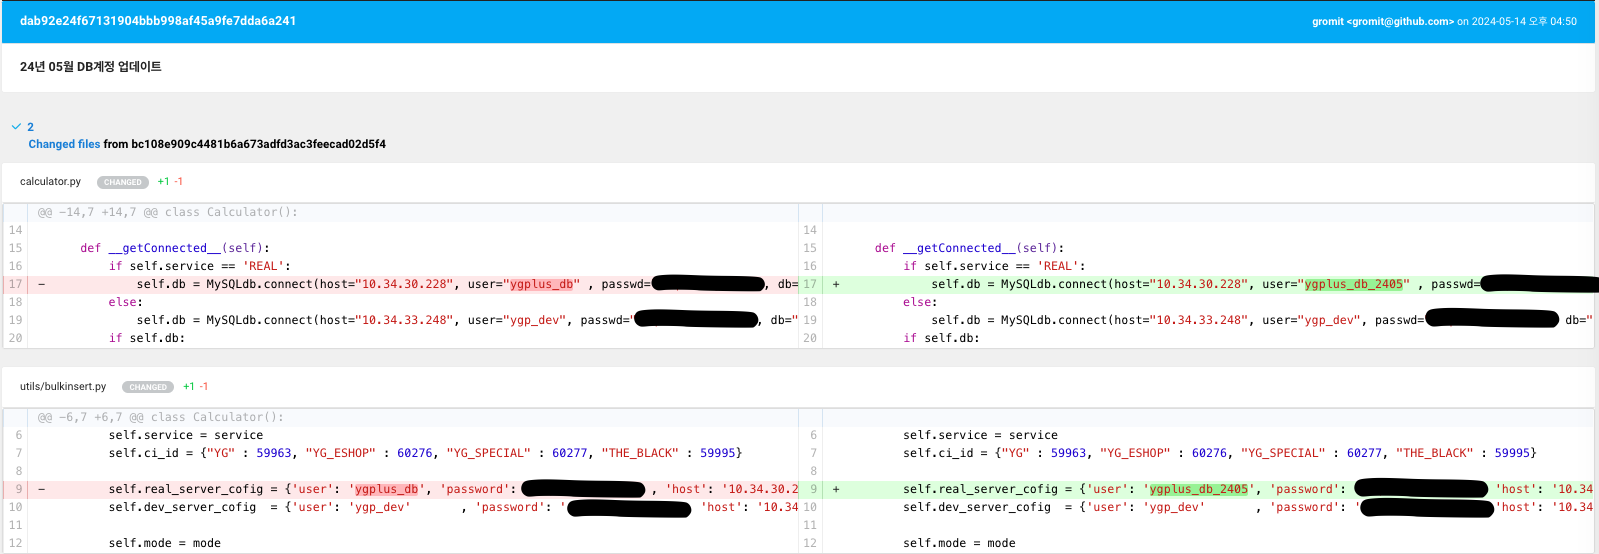 dab92e24f67131904bbb998af45a9fe7dda6a241
gromit <gromit@github.com> on 2024-05-14 오후 04:50
24년 05월 DB계정 업데이트
2
Changed files from bc108e909c4481b6a673adfd3ac3feecad02d5f4
calculator.py CHANGED +1 -1
@@ -14,7 +14,7 @@ class Calculator():
14 14
15 def __getConnected__(self): 15 def __getConnected__(self):
16 if self.service == 'REAL': 16 if self.service == 'REAL':
17 - self.db = MySQLdb.connect(host="10.34.30.228", user="ygplus_db" , passwd= , db= 17 + self.db = MySQLdb.connect(host="10.34.30.228", user="ygplus_db_2405" , passwd=
18 else: 18 else:
19 self.db = MySQLdb.connect(host="10.34.33.248", user="ygp_dev", passwd=" , db=" 19 self.db = MySQLdb.connect(host="10.34.33.248", user="ygp_dev", passwd= db="
20 if self.db: 20 if self.db:
utils/bulkinsert.py CHANGED +1 -1
@@ -6,7 +6,7 @@ class Calculator():
6 self.service = service 6 self.service = service
7 self.ci_id = {"YG" : 59963, "YG_ESHOP" : 60276, "YG_SPECIAL" : 60277, "THE_BLACK" : 59995} 7 self.ci_id = {"YG" : 59963, "YG_ESHOP" : 60276, "YG_SPECIAL" : 60277, "THE_BLACK" : 59995}
8 8
9 - self.real_server_cofig = {'user': 'ygplus_db', 'password': , 'host': '10.34.30.2 9 + self.real_server_cofig = {'user': 'ygplus_db_2405', 'password': 'host': '10.34
10 self.dev_server_cofig = {'user': 'ygp_dev' , 'password': ' 'host': '10.34 10 self.dev_server_cofig = {'user': 'ygp_dev' , 'password': ' 'host': '10.34
11 11
12 self.mode = mode 12 self.mode = mode